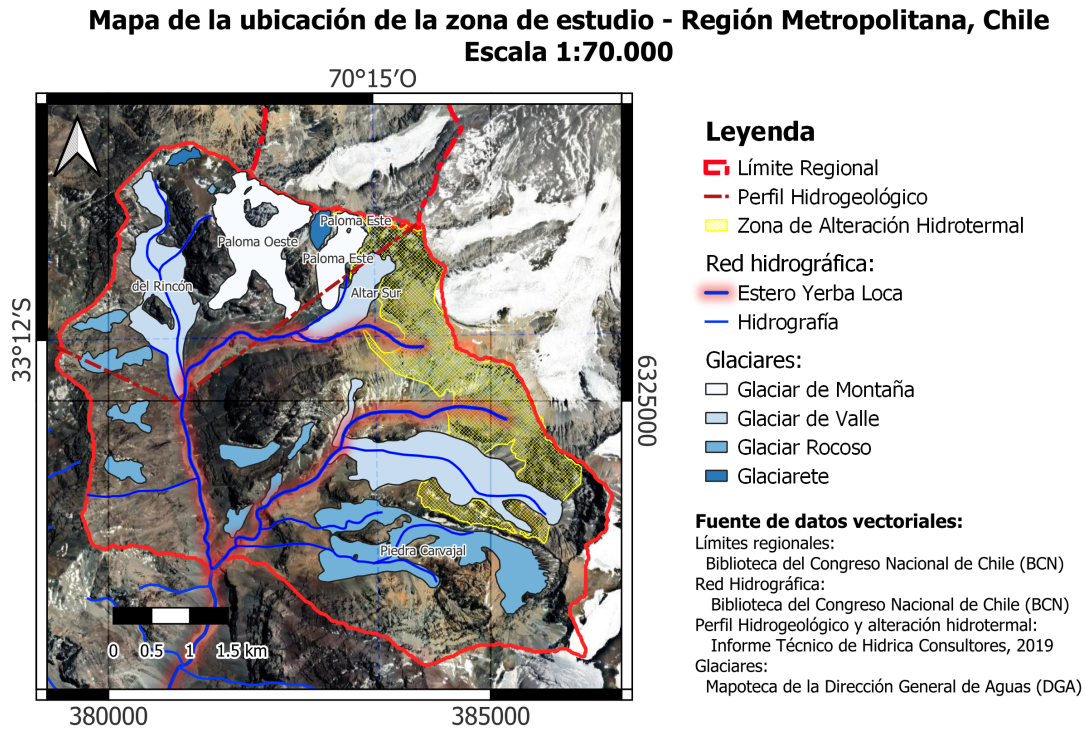 Mapa de la ubicación de la zona de estudio - Región Metropolitana, Chile
Escala 1:70.000
70°15’O
33°12’S
6325000
Paloma Este
Paloma Oeste
Paloma Este
del Rincón
Altar Sur
Piedra Carvajal
0 0.5 1 1.5 km
380000 385000
Leyenda
Límite Regional
Perfil Hidrogeológico
Zona de Alteración Hidrotermal
Red hidrográfica:
Estero Yerba Loca
Hidrografía
Glaciares:
Glaciar de Montaña
Glaciar de Valle
Glaciar Rocoso
Glaciarete
Fuente de datos vectoriales:
Límites regionales:
Biblioteca del Congreso Nacional de Chile (BCN)
Red Hidrográfica:
Biblioteca del Congreso Nacional de Chile (BCN)
Perfil Hidrogeológico y alteración hidrotermal:
Informe Técnico de Hidrica Consultores, 2019
Glaciares:
Mapoteca de la Dirección General de Aguas (DGA)